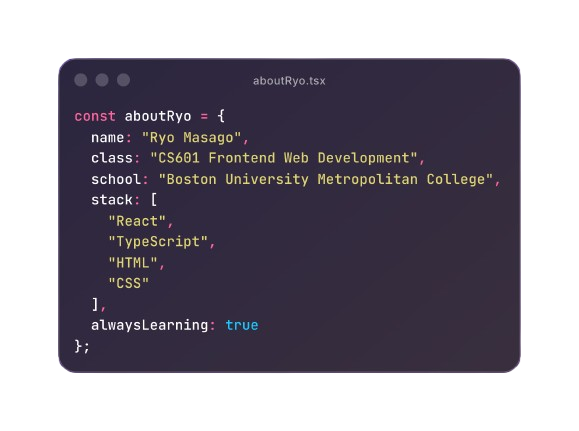 aboutRyo.tsx
const aboutRyo = {
  name: "Ryo Masago",
  class: "CS601 Frontend Web Development",
  school: "Boston University Metropolitan College",
  stack: [
    "React",
    "TypeScript",
    "HTML",
    "CSS"
  ],
  alwaysLearning: true
};